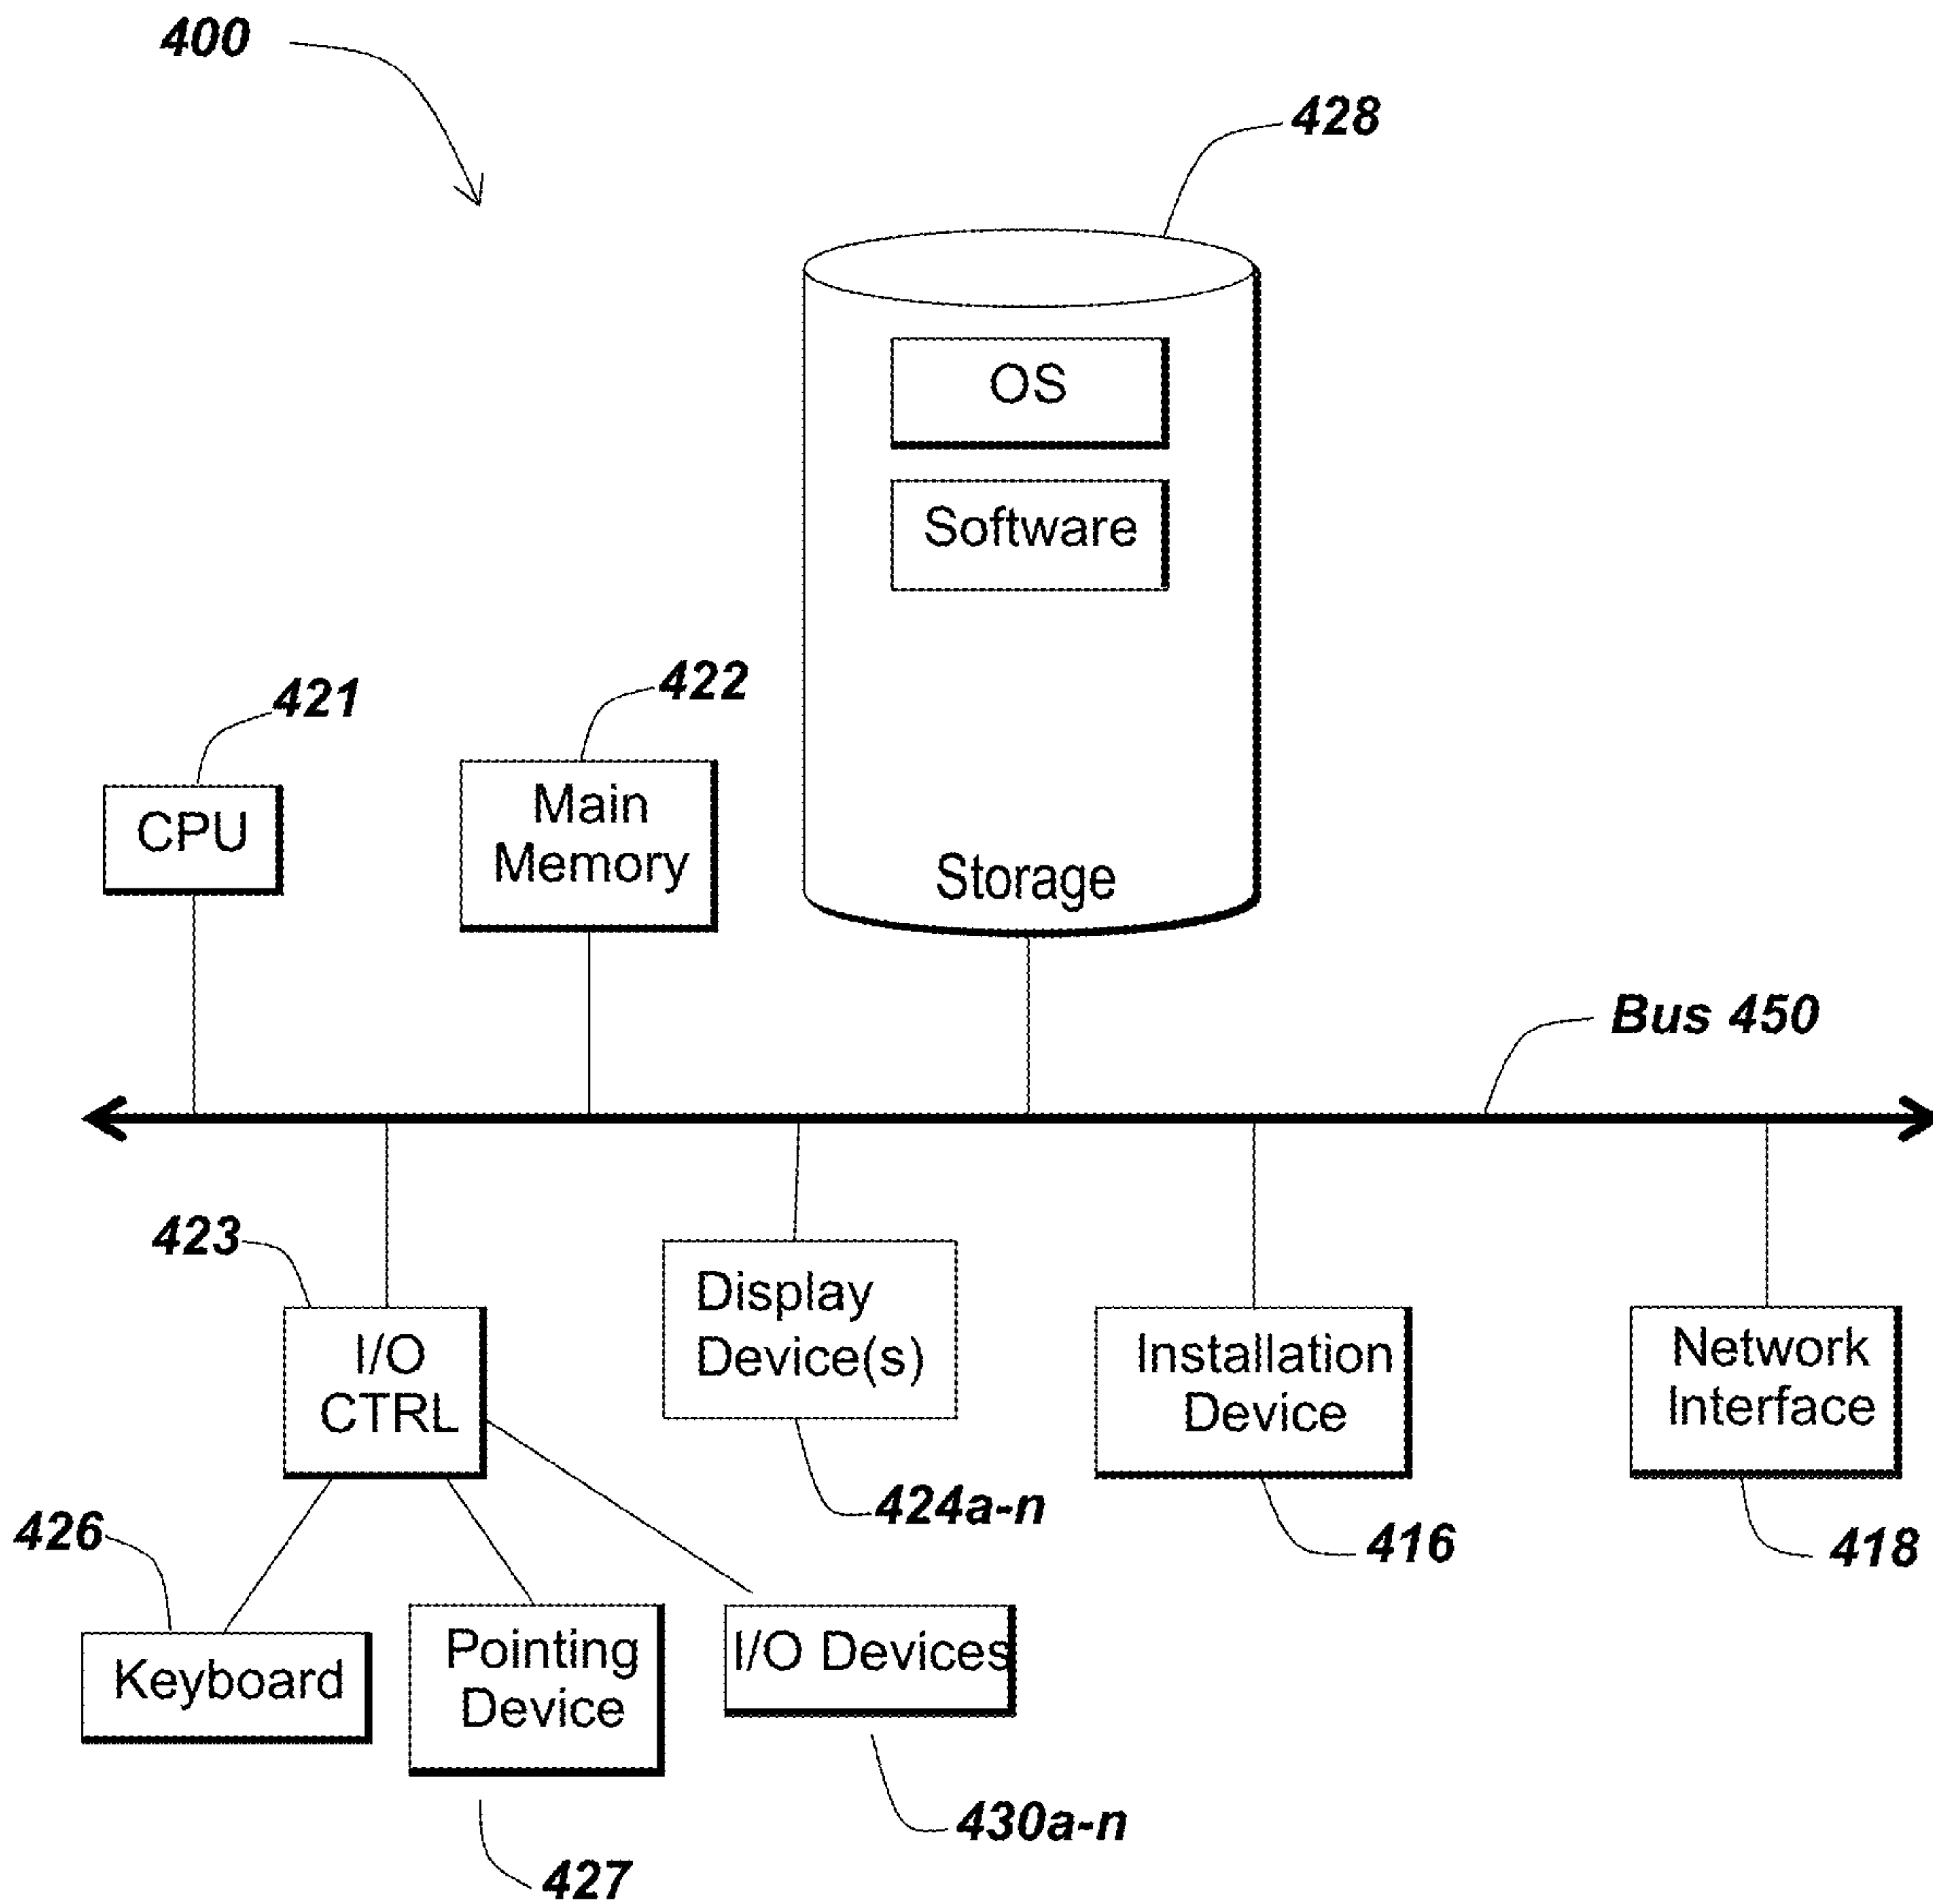 400
428
OS
Software
421
422
CPU
Main
Memory
Storage
Bus 450
423
I/O
CTRL
Display
Device(s)
Installation
Device
Network
Interface
424a-n
416
418
426
Keyboard
Pointing
Device
I/O Devices
430a-n
427